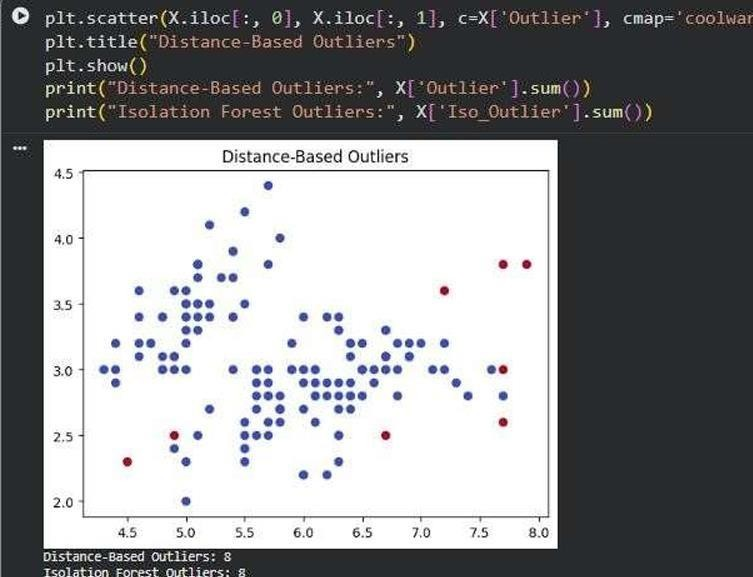 plt.scatter(X.iloc[:, 0], X.iloc[:, 1], c=X['Outlier'], cmap='coolwar
plt.title("Distance-Based Outliers")
plt.show()
print("Distance-Based Outliers:", X['Outlier'].sum())
print("Isolation Forest Outliers:", X['Iso_Outlier'].sum())
Distance-Based Outliers
4.5
4.0
3.5
3.0
2.5
2.0
4.5 5.0 5.5 6.0 6.5 7.0 7.5 8.0
Distance-Based Outliers: 8
Isolation Forest Outliers: 8